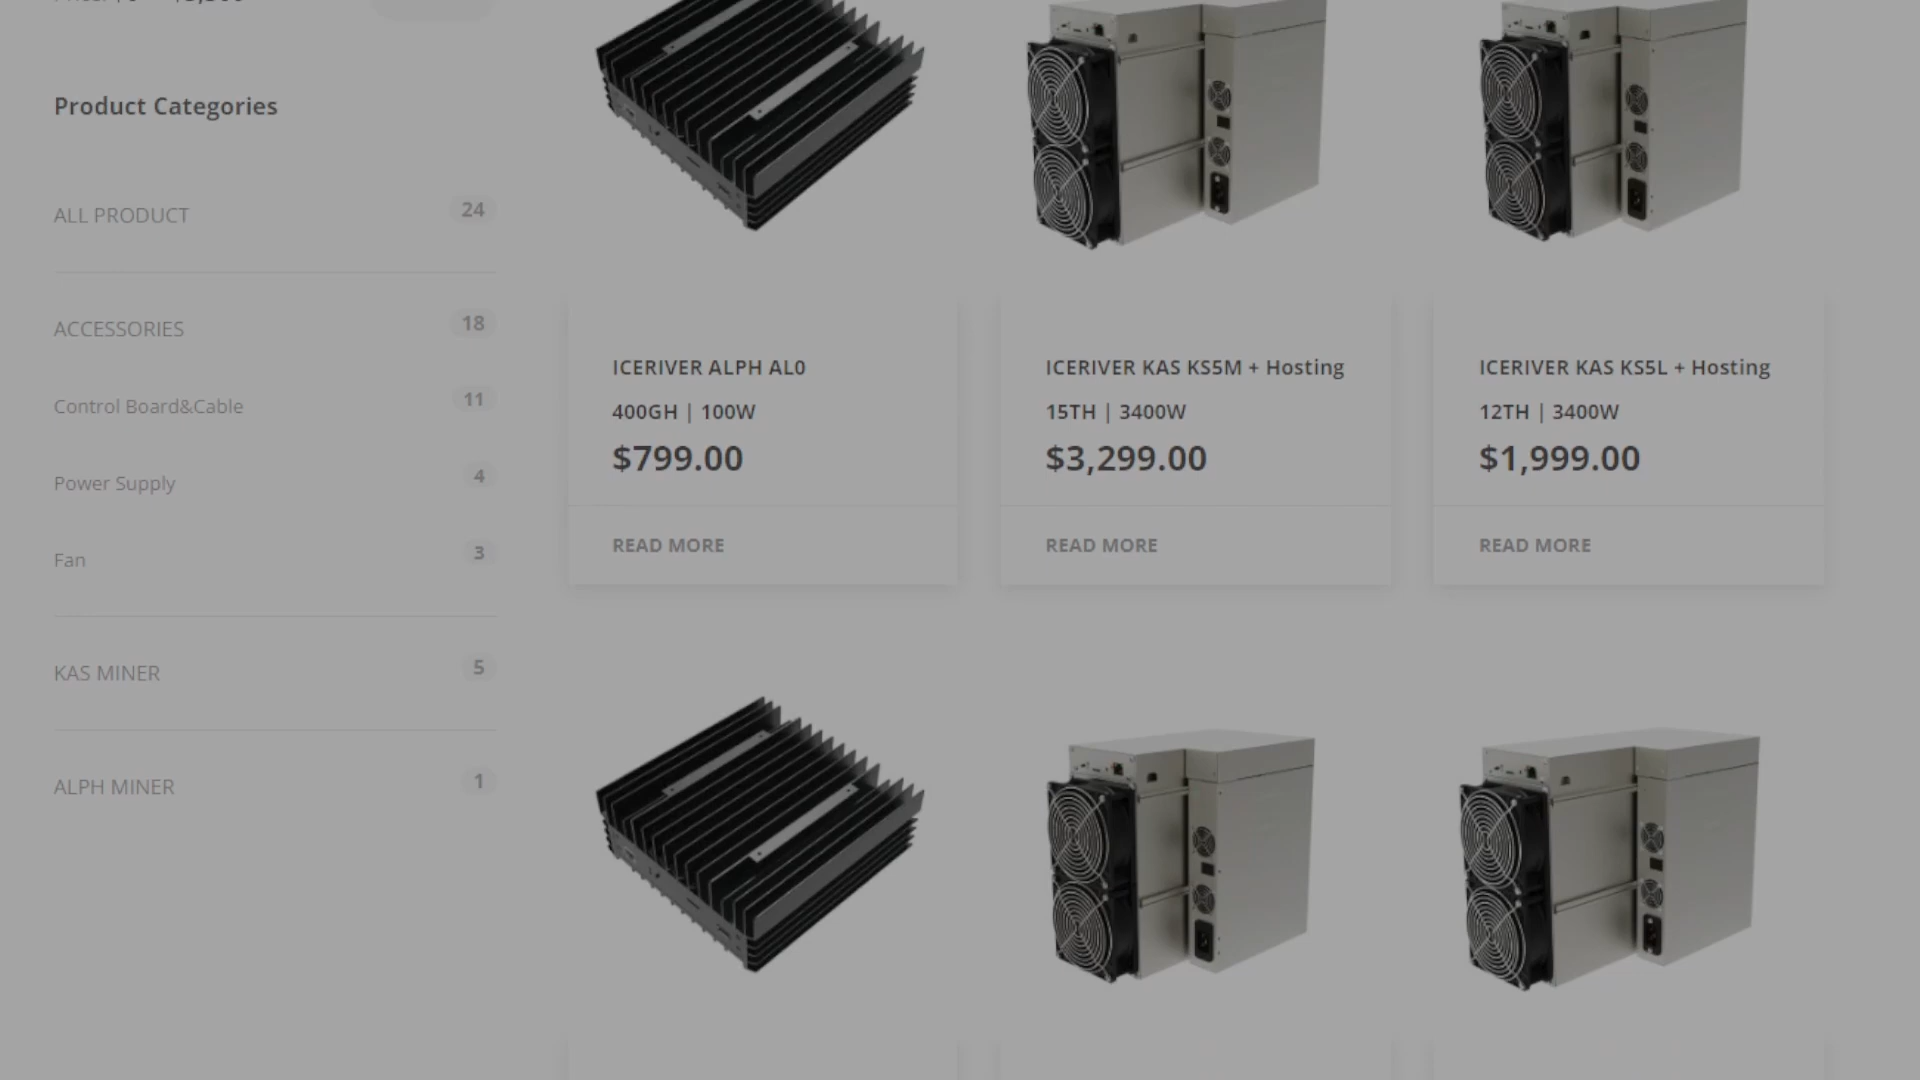 Product Categories
ALL PRODUCT 24
ACCESSORIES 18
Control Board&Cable 11
Power Supply 4
Fan 3
KAS MINER 5
ALPH MINER 1
ICERIVER ALPH AL0
400GH | 100W
$799.00
READ MORE
ICERIVER KAS KS5M + Hosting
15TH | 3400W
$3,299.00
READ MORE
ICERIVER KAS KS5L + Hosting
12TH | 3400W
$1,999.00
READ MORE